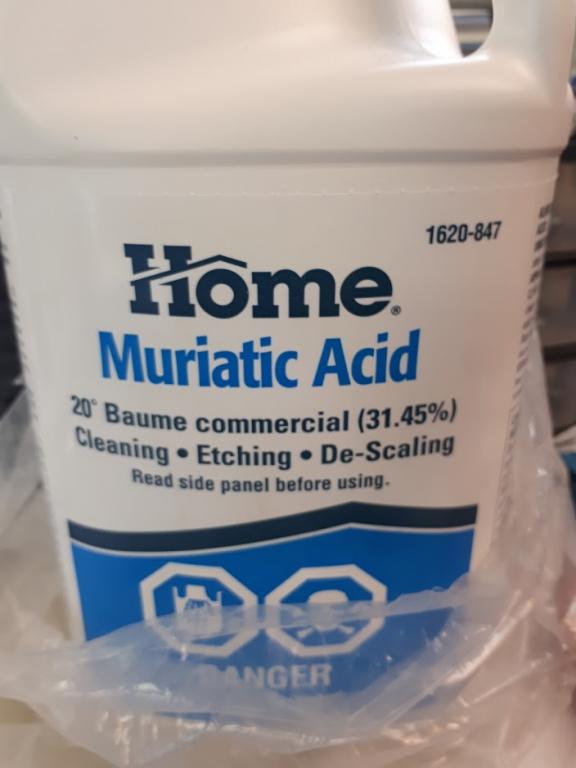 1620-847
Home®
Muriatic Acid
20° Baume commercial (31.45%)
Cleaning • Etching • De-Scaling
Read side panel before using.
DANGER